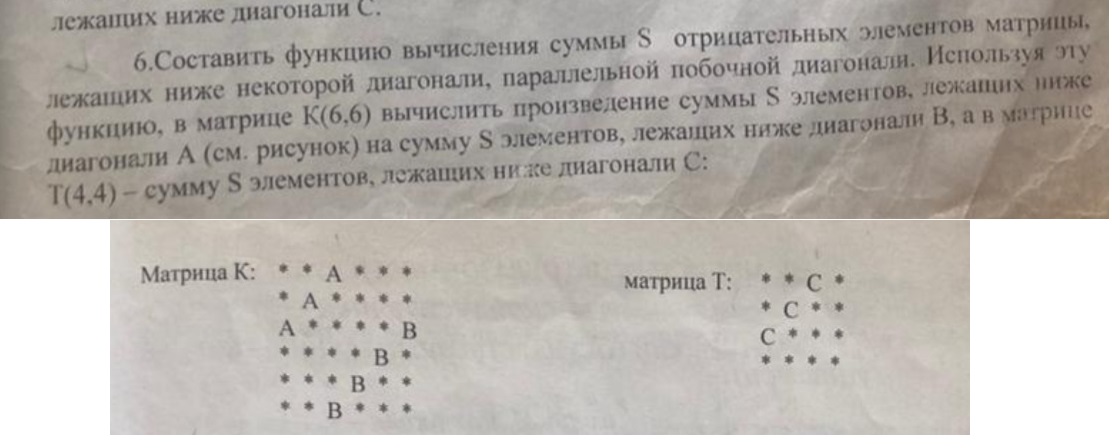 лежащих ниже диагонали С.
6.Составить функцию вычисления суммы S отрицательных элементов матрицы,
лежащих ниже некоторой диагонали, параллельной побочной диагонали. Используя эту
функцию, в матрице К(6,6) вычислить произведение суммы S элементов, лежащих ниже
диагонали А (см. рисунок) на сумму S элементов, лежащих ниже диагонали В, а в матрице
Т(4,4) – сумму S элементов, лежащих ниже диагонали С:
Матрица К: * * А * * *
* А * * * *
А * * * * В
* * * * В *
* * * В * *
* * В * * *
матрица Т: * * С *
* С * *
С * * *
* * * *